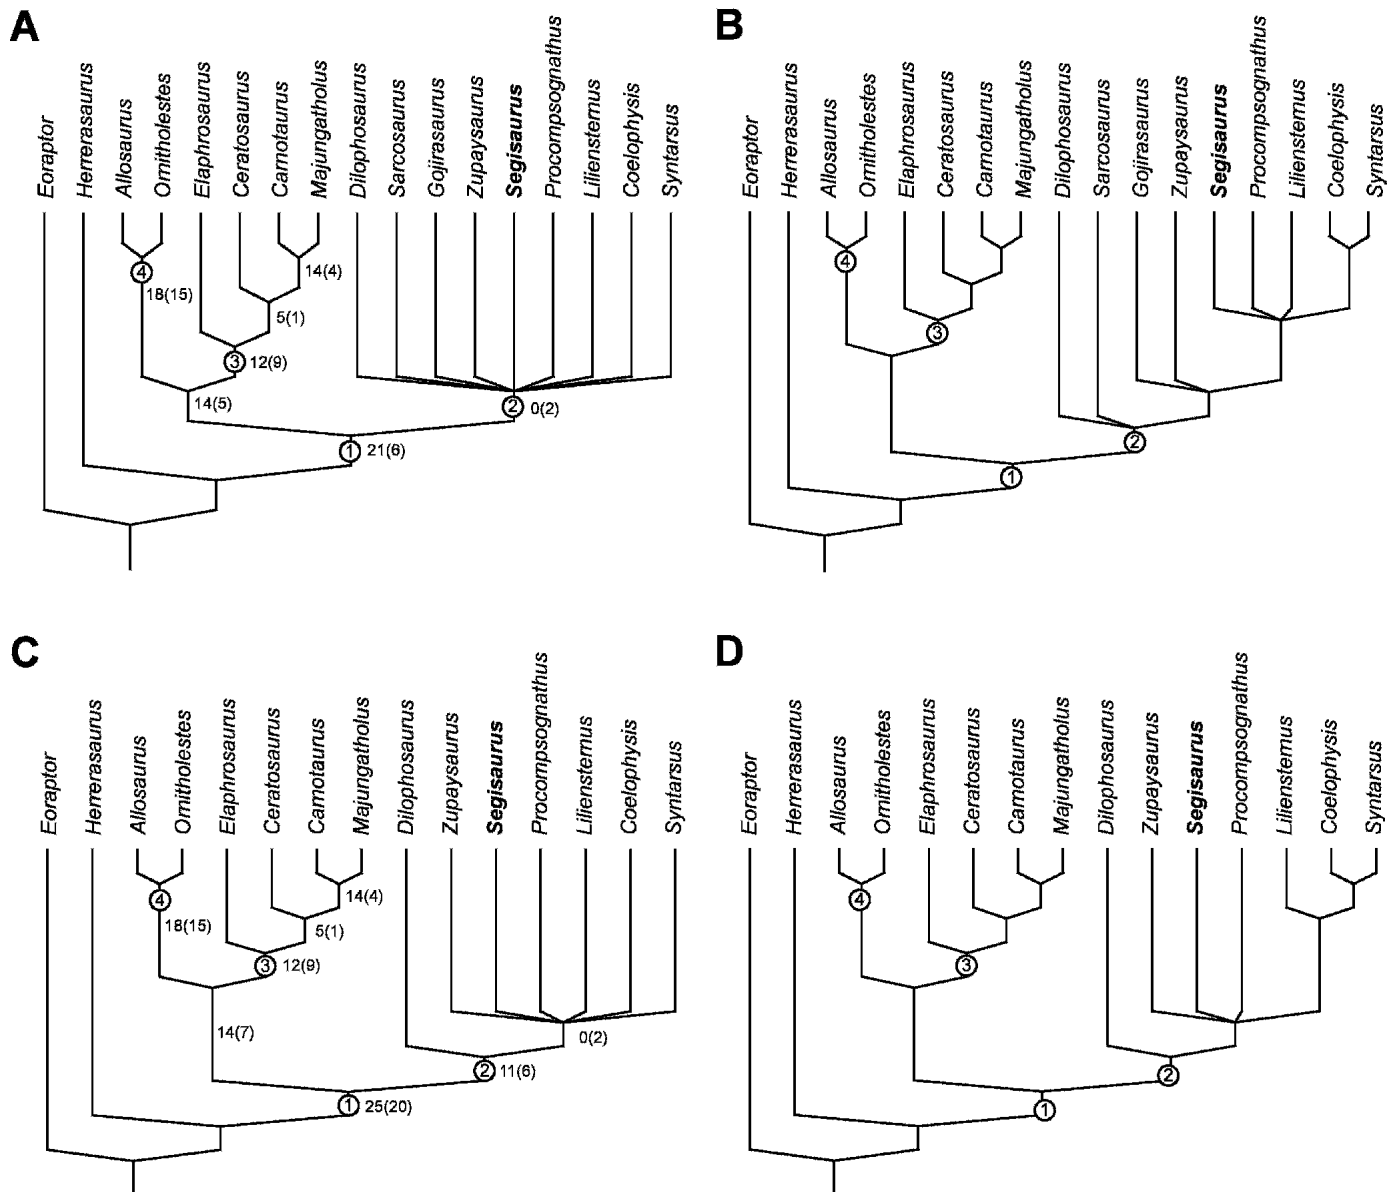 A
Eoraptor
Herrerasaurus
Allosaurus
Ornitholestes
Elaphrosaurus
Ceratosaurus
Carnotaurus
Majungatholus
Dilophosaurus
Sarcosaurus
Gojirasaurus
Zupaysaurus
Segisaurus
Procompsognathus
Liliensternus
Coelophysis
Syntarsus
4
18(15)
14(4)
5(1)
3 12(9)
14(5)
2 0(2)
1 21(6)
B
Eoraptor
Herrerasaurus
Allosaurus
Ornitholestes
Elaphrosaurus
Ceratosaurus
Carnotaurus
Majungatholus
Dilophosaurus
Sarcosaurus
Gojirasaurus
Zupaysaurus
Segisaurus
Procompsognathus
Liliensternus
Coelophysis
Syntarsus
4
3
2
1
C
Eoraptor
Herrerasaurus
Allosaurus
Ornitholestes
Elaphrosaurus
Ceratosaurus
Carnotaurus
Majungatholus
Dilophosaurus
Zupaysaurus
Segisaurus
Procompsognathus
Liliensternus
Coelophysis
Syntarsus
4
18(15)
14(4)
5(1)
3 12(9)
14(7)
0(2)
2 11(6)
1 25(20)
D
Eoraptor
Herrerasaurus
Allosaurus
Ornitholestes
Elaphrosaurus
Ceratosaurus
Carnotaurus
Majungatholus
Dilophosaurus
Zupaysaurus
Segisaurus
Procompsognathus
Liliensternus
Coelophysis
Syntarsus
4
3
2
1